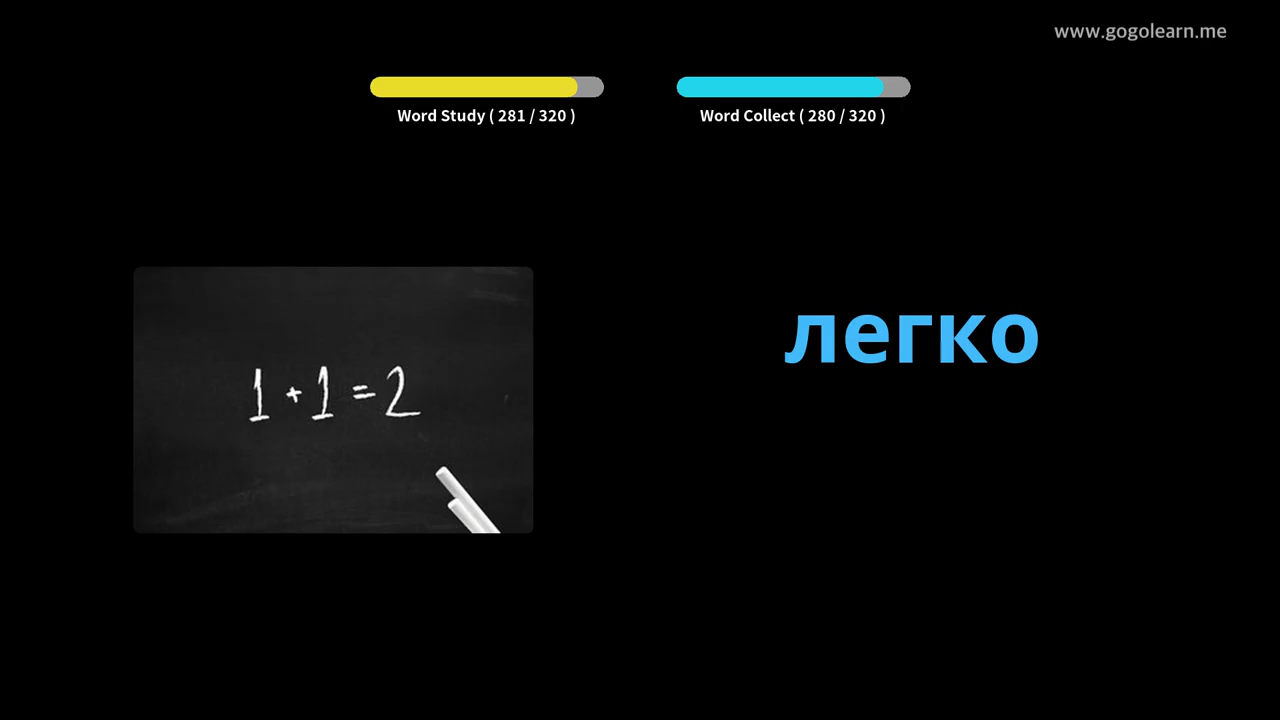 www.gogolearn.me
Word Study ( 281 / 320 )
Word Collect ( 280 / 320 )
легко
1 + 1 = 2